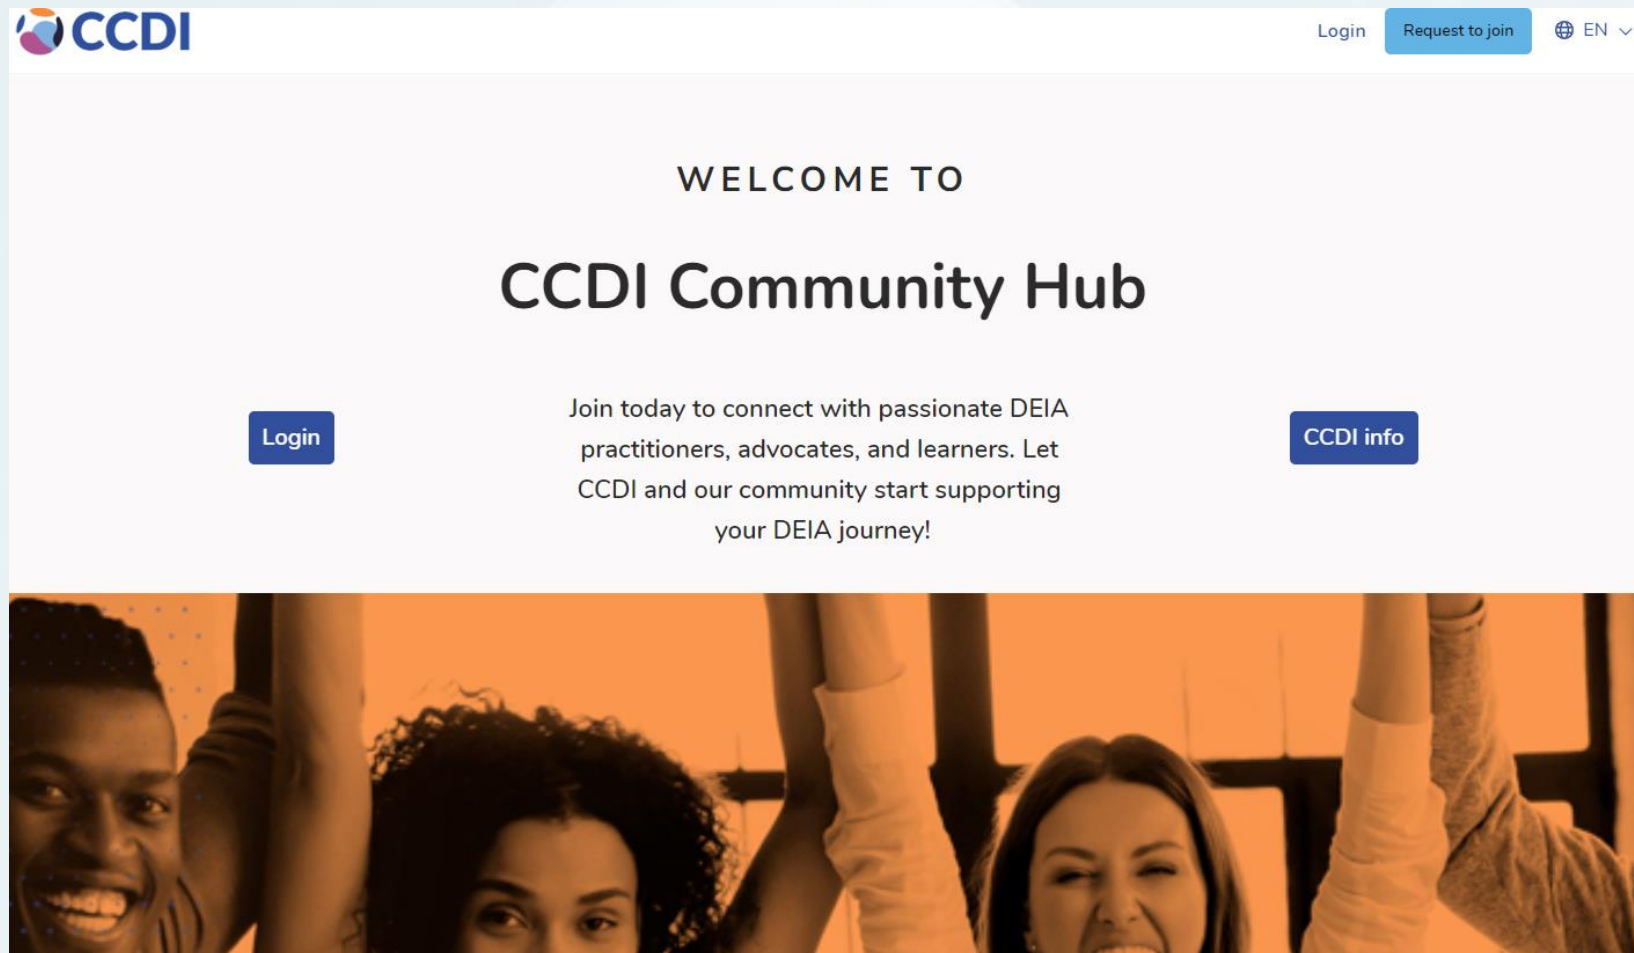 CCDI
Login
Request to join
EN
WELCOME TO
CCDI Community Hub
Login
Join today to connect with passionate DEIA
practitioners, advocates, and learners. Let
CCDI and our community start supporting
your DEIA journey!
CCDI info